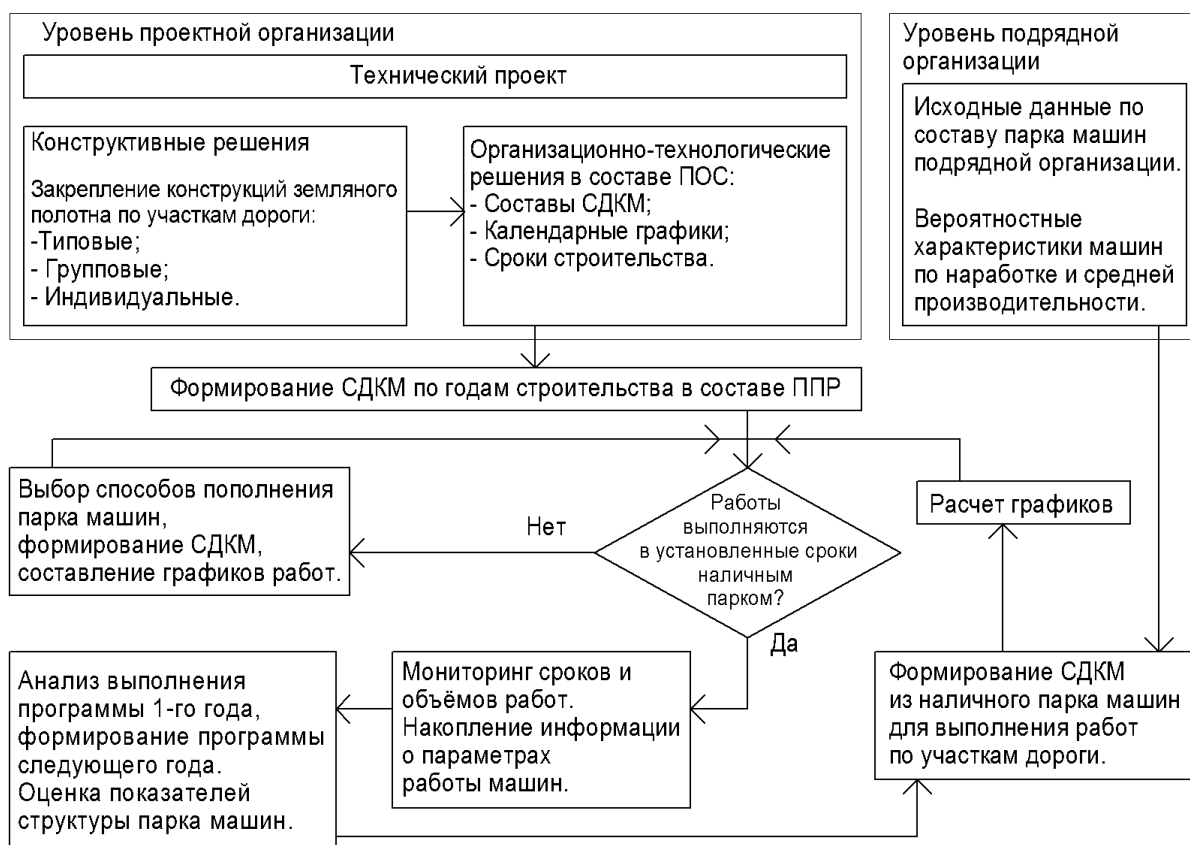 Уровень проектной организации
Технический проект
Конструктивные решения
Закрепление конструкций земляного
полотна по участкам дороги:
-Типовые;
- Групповые;
- Индивидуальные.
Организационно-технологические
решения в составе ПОС:
- Составы СДКМ;
- Календарные графики;
- Сроки строительства.
Уровень подрядной
организации
Исходные данные по
составу парка машин
подрядной организации.
Вероятностные
характеристики машин
по наработке и средней
производительности.
Формирование СДКМ по годам строительства в составе ППР
Выбор способов пополнения
парка машин,
формирование СДКМ,
составление графиков работ.
Нет
Работы
выполняются
в установленные сроки
наличным
парком?
Да
Расчет графиков
Анализ выполнения
программы 1-го года,
формирование программы
следующего года.
Оценка показателей
структуры парка машин.
Мониторинг сроков и
объёмов работ.
Накопление информации
о параметрах
работы машин.
Формирование СДКМ
из наличного парка машин
для выполнения работ
по участкам дороги.